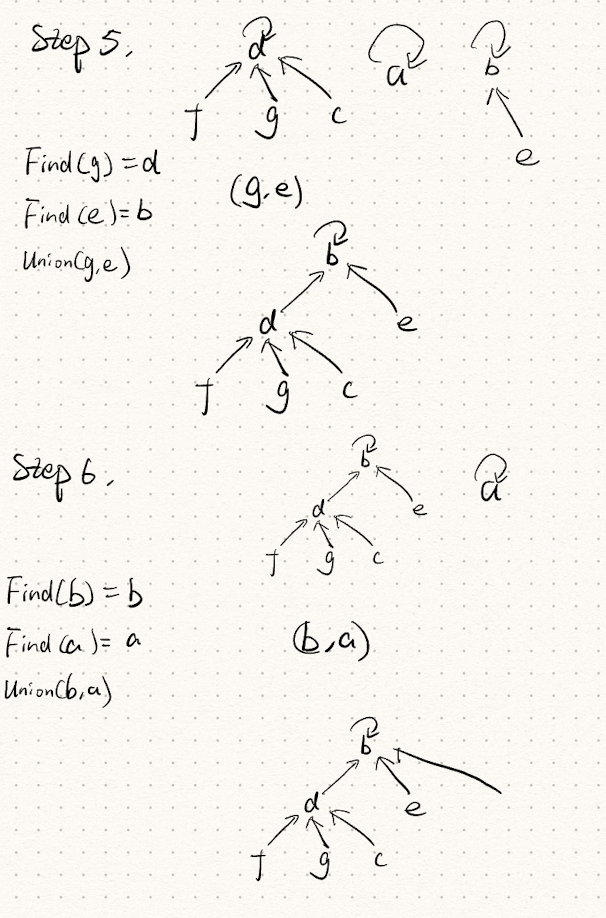 Step 5.
d a b
f g c
e
Find(g) = d
(g,e)
Find(e) = b
Union(g,e)
b
d e
f g c
Step 6.
b a
d e
f g c
Find(b) = b
Find(a) = a
(b,a)
Union(b,a)
b
d e
f g c